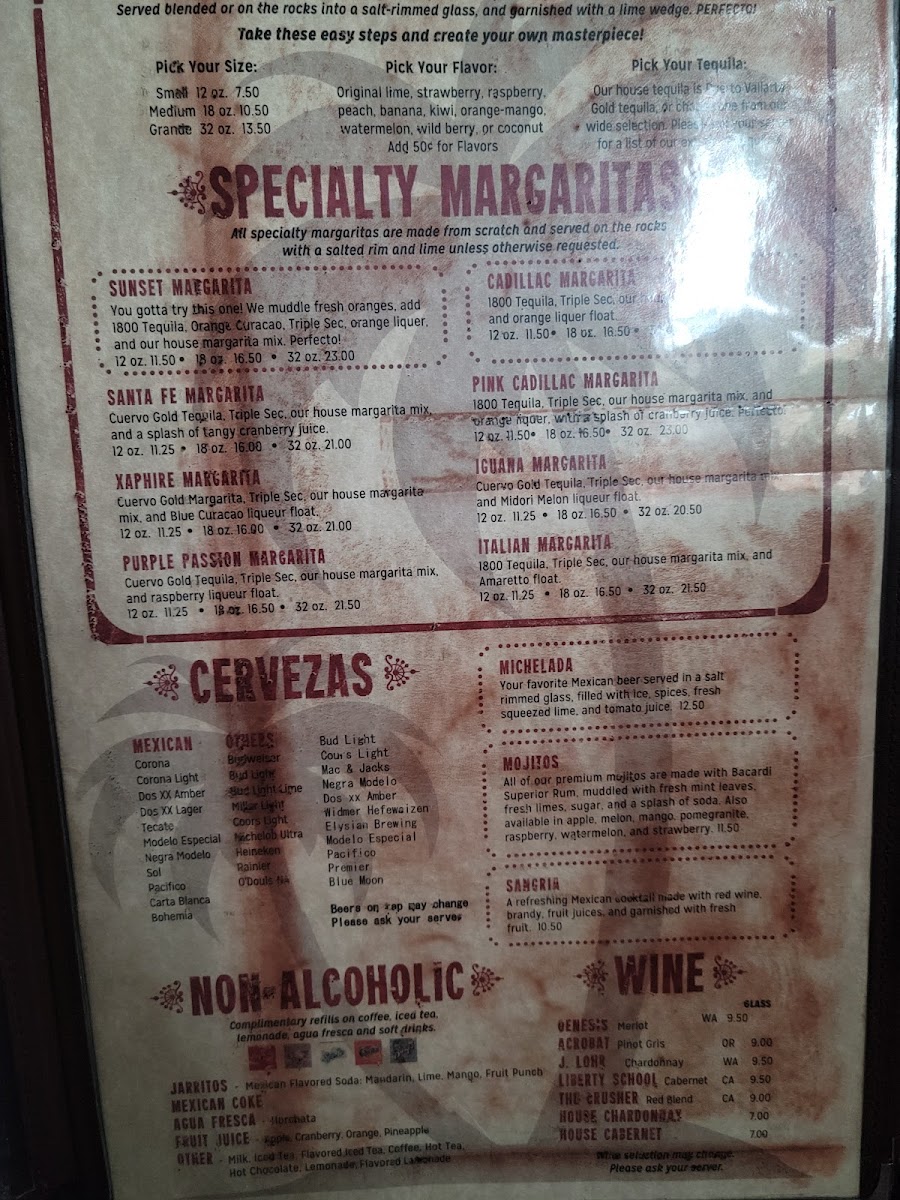 Served blended or on the rocks into a salt-rimmed glass, and garnished with a lime wedge. PERFECTO!
Take these easy steps and create your own masterpiece!
Pick Your Size:
Small 12 oz. 7.50
Medium 18 oz. 10.50
Grande 32 oz. 13.50
Pick Your Flavor:
Original lime, strawberry, raspberry,
peach, banana, kiwi, orange-mango,
watermelon, wild berry, or coconut
Add 50¢ for Flavors
Pick Your Tequila:
Our house tequila is Vallarta
Gold tequila, or one from our
wide selection.
for a list of our
SPECIALTY MARGARITAS
All specialty margaritas are made from scratch and served on the rocks
with a salted rim and lime unless otherwise requested.
SUNSET MARGARITA
You gotta try this one! We muddle fresh oranges, add
1800 Tequila, Orange Curacao, Triple Sec, orange liquer,
and our house margarita mix. Perfecto!
12 oz. 11.50 • 18 oz. 16.50 • 32 oz. 23.00
CADILLAC MARGARITA
1800 Tequila, Triple Sec, our
and orange liquer float.
12 oz. 11.50 • 18 oz. 16.50 •
SANTA FE MARGARITA
Cuervo Gold Tequila, Triple Sec, our house margarita mix,
and a splash of tangy cranberry juice.
12 oz. 11.25 • 18 oz. 16.00 • 32 oz. 21.00
PINK CADILLAC MARGARITA
1800 Tequila, Triple Sec, our house margarita mix, and
orange liquer, with a splash of cranberry juice. Perfecto!
12 oz. 11.50 • 18 oz. 16.50 • 32 oz. 23.00
XAPHIRE MARGARITA
Cuervo Gold Margarita, Triple Sec, our house margarita
mix, and Blue Curacao liqueur float.
12 oz. 11.25 • 18 oz. 16.00 • 32 oz. 21.00
IGUANA MARGARITA
Cuervo Gold Tequila, Triple Sec, our house margarita mix,
and Midori Melon liqueur float.
12 oz. 11.25 • 18 oz. 16.50 • 32 oz. 20.50
PURPLE PASSION MARGARITA
Cuervo Gold Tequila, Triple Sec, our house margarita mix,
and raspberry liqueur float.
12 oz. 11.25 • 18 oz. 16.50 • 32 oz. 21.50
ITALIAN MARGARITA
1800 Tequila, Triple Sec, our house margarita mix, and
Amaretto float.
12 oz. 11.25 • 18 oz. 16.50 • 32 oz. 21.50
CERVEZAS
MEXICAN
Corona
Corona Light
Dos XX Amber
Dos XX Lager
Tecate
Modelo Especial
Negra Modelo
Sol
Pacifico
Carta Blanca
Bohemia
OTHERS
Budweiser
Bud Light
Bud Light Lime
Miller Light
Coors Light
Michelob Ultra
Heineken
Rainier
O'Douls NA
Bud Light
Cours Light
Mac & Jacks
Negra Modelo
Dos xx Amber
Widmer Hefewaizen
Elysian Brewing
Modelo Especial
Pacifico
Premier
Blue Moon
Beers on tap may change
Please ask your server
MICHELADA
Your favorite Mexican beer served in a salt
rimmed glass, filled with ice, spices, fresh
squeezed lime, and tomato juice. 12.50
MOJITOS
All of our premium mojitos are made with Bacardi
Superior Rum, muddled with fresh mint leaves,
fresh limes, sugar, and a splash of soda. Also
available in apple, melon, mango, pomegranite,
raspberry, watermelon, and strawberry. 11.50
SANGRIA
A refreshing Mexican cocktail made with red wine,
brandy, fruit juices, and garnished with fresh
fruit. 10.50
NON-ALCOHOLIC
Complimentary refills on coffee, iced tea,
lemonade, agua fresca and soft drinks.
JARRITOS - Mexican Flavored Soda: Mandarin, Lime, Mango, Fruit Punch
MEXICAN COKE
AGUA FRESCA - Horchata
FRUIT JUICE - Apple, Cranberry, Orange, Pineapple
OTHER - Milk, Iced Tea, Flavored Iced Tea, Coffee, Hot Tea,
Hot Chocolate, Lemonade, Flavored Lemonade
WINE
GLASS
GENESIS Merlot WA 9.50
ACROBAT Pinot Gris OR 9.00
J. LOHR Chardonnay WA 9.50
LIBERTY SCHOOL Cabernet CA 9.50
THE CRUSHER Red Blend CA 9.00
HOUSE CHARDONNAY 7.00
HOUSE CABERNET 7.00
Wine selection may change.
Please ask your server.